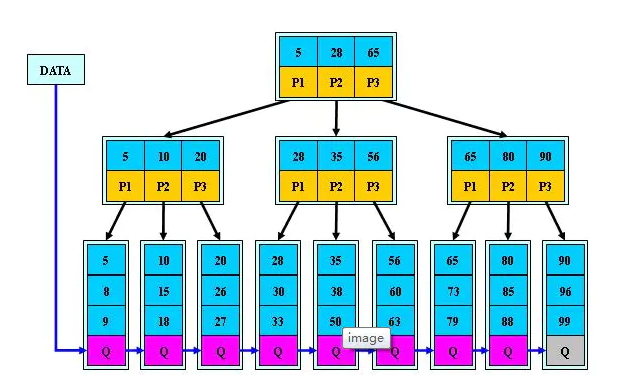 DATA
5 28 65
P1 P2 P3
5 10 20
P1 P2 P3
28 35 56
P1 P2 P3
65 80 90
P1 P2 P3
5 10 20 28 35 56 65 80 90
8 15 26 30 38 60 73 85 96
9 18 27 33 50 63 79 88 99
Q Q Q Q Q Q Q Q Q
image